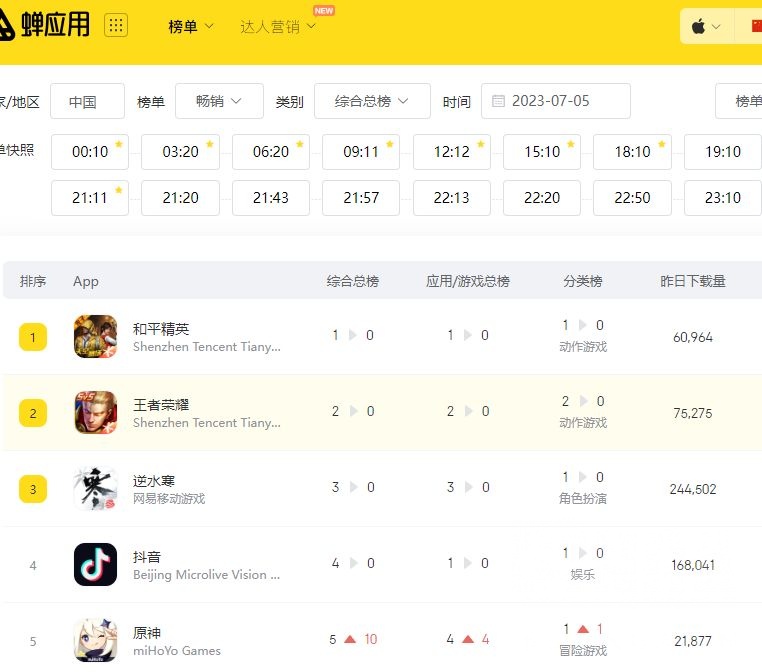 蝉应用 榜单 达人营销 NEW
家/地区 中国 榜单 畅销 类别 综合总榜 时间 2023-07-05 榜单
单快照 00:10 03:20 06:20 09:11 12:12 15:10 18:10 19:10
21:11 21:20 21:43 21:57 22:13 22:20 22:50 23:10
排序 App 综合总榜 应用/游戏总榜 分类榜 昨日下载量
1 和平精英 1 0 1 0 1 0 60,964
Shenzhen Tencent Tiany... 动作游戏
2 王者荣耀 2 0 2 0 2 0 75,275
Shenzhen Tencent Tiany... 动作游戏
3 逆水寒 3 0 3 0 1 0 244,502
网易移动游戏 角色扮演
4 抖音 4 0 1 0 1 0 168,041
Beijing Microlive Vision ... 娱乐
5 原神 5 10 4 4 1 1 21,877
miHoYo Games 冒险游戏